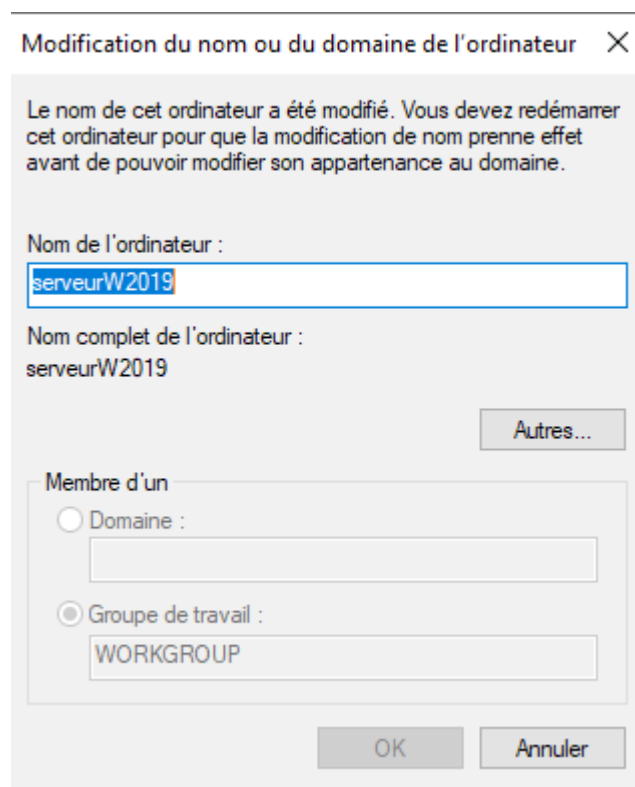 Modification du nom ou du domaine de l'ordinateur
Le nom de cet ordinateur a été modifié. Vous devez redémarrer
cet ordinateur pour que la modification de nom prenne effet
avant de pouvoir modifier son appartenance au domaine.
Nom de l'ordinateur :
serveurW2019
Nom complet de l'ordinateur :
serveurW2019
Autres...
Membre d'un
Domaine :
Groupe de travail :
WORKGROUP
OK Annuler